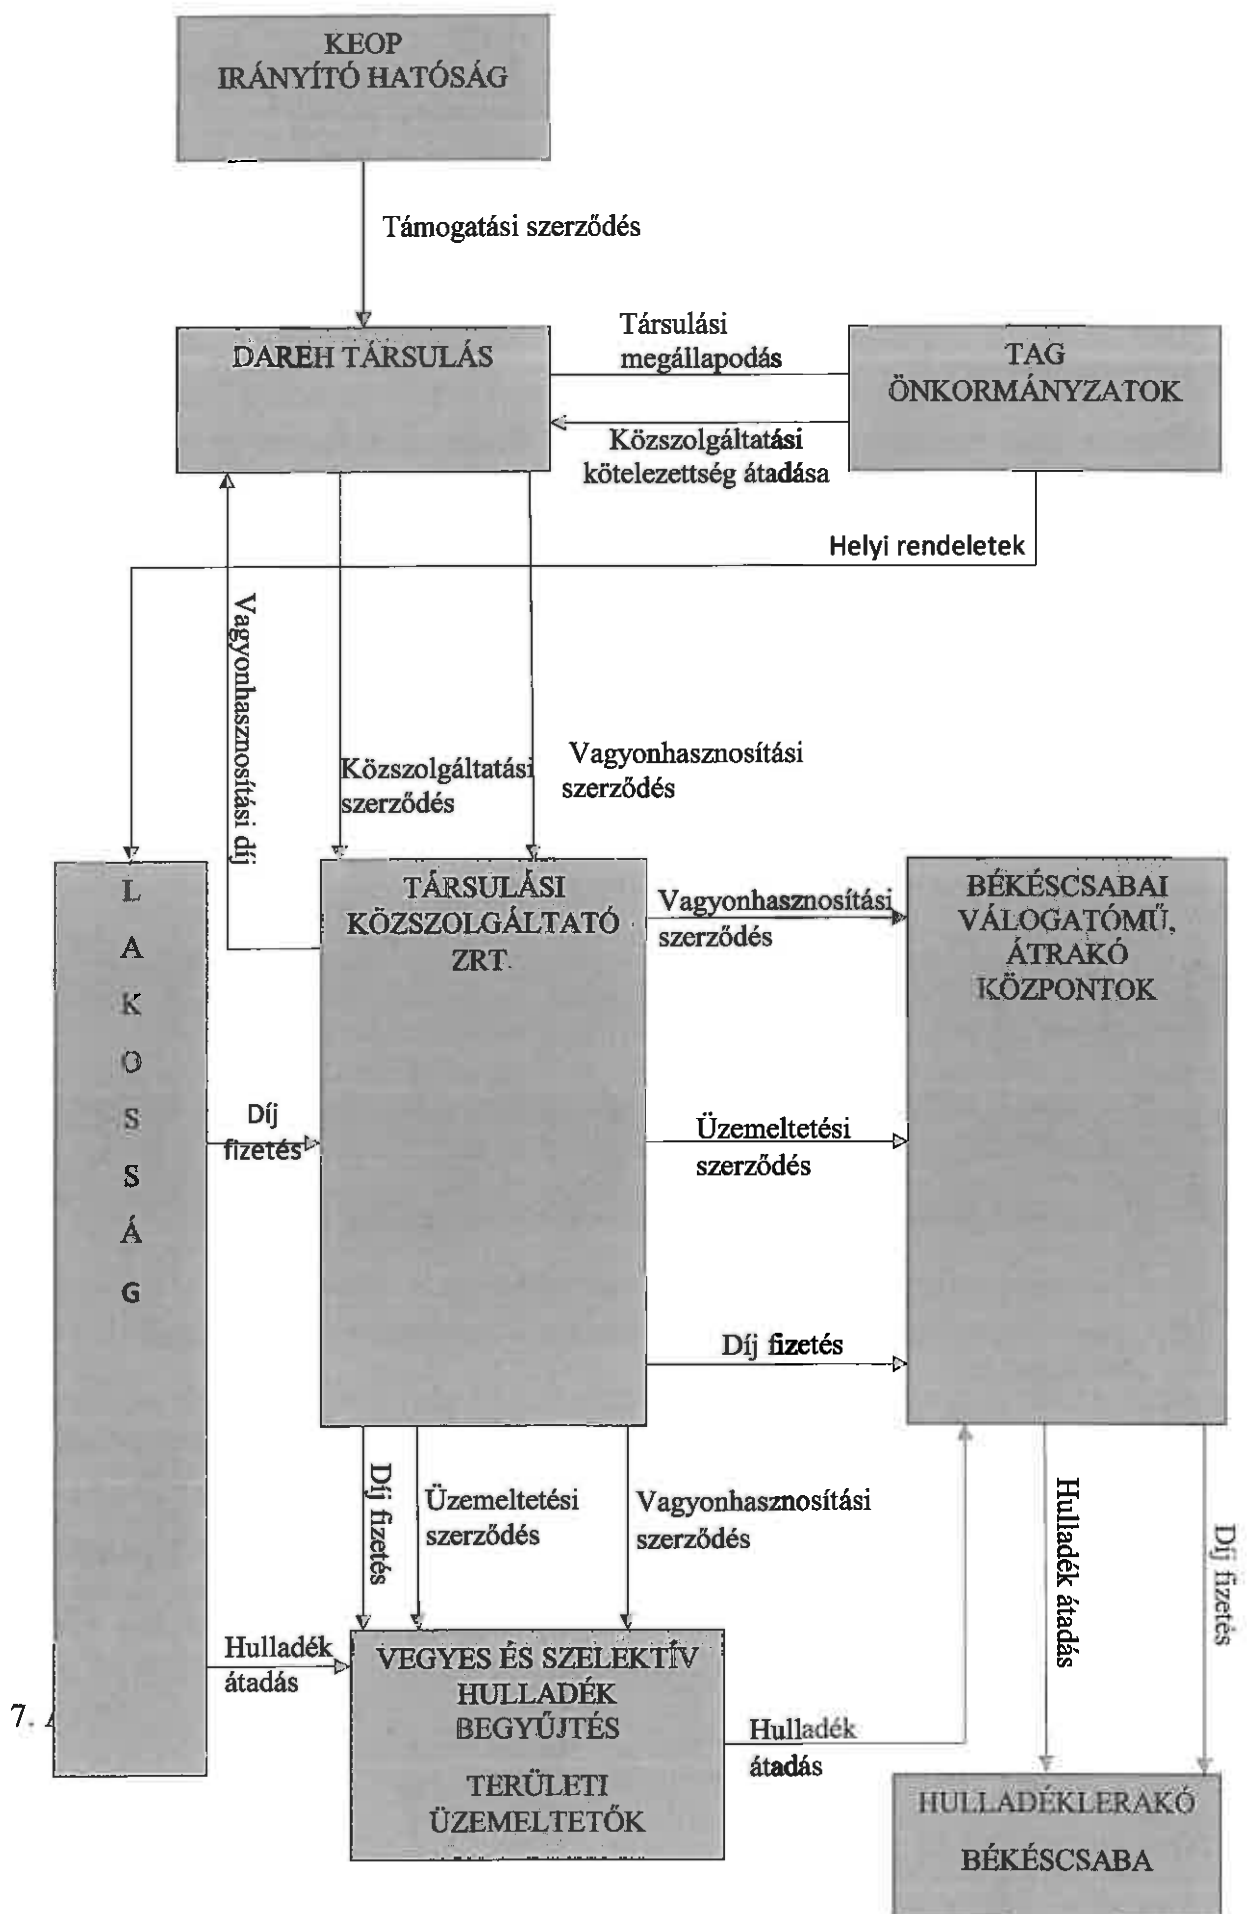 KEOP
IRÁNYÍTÓ HATÓSÁG
Támogatási szerződés
DAREH TÁRSULÁS
Társulási
megállapodás
TAG
ÖNKORMÁNYZATOK
Közszolgáltatási
kötelezettség átadása
Helyi rendeletek
Vagyonhasznosítási díj
Közszolgáltatási
szerződés
Vagyonhasznosítási
szerződés
L
A
K
O
S
S
Á
G
TÁRSULÁSI
KÖZSZOLGÁLTATÓ
ZRT.
Vagyonhasznosítási
szerződés
BÉKÉSCSABAI
VÁLOGATÓMŰ,
ÁTRAKÓ
KÖZPONTOK
Díj
fizetés
Üzemeltetési
szerződés
Díj fizetés
Díj fizetés
Üzemeltetési
szerződés
Vagyonhasznosítási
szerződés
Hulladék átadás
Díj fizetés
Hulladék
átadás
VEGYES ÉS SZELEKTÍV
HULLADÉK
BEGYŰJTÉS
TERÜLETI
ÜZEMELTETŐK
Hulladék
átadás
7.
HULLADÉKLERAKÓ
BÉKÉSCSABA